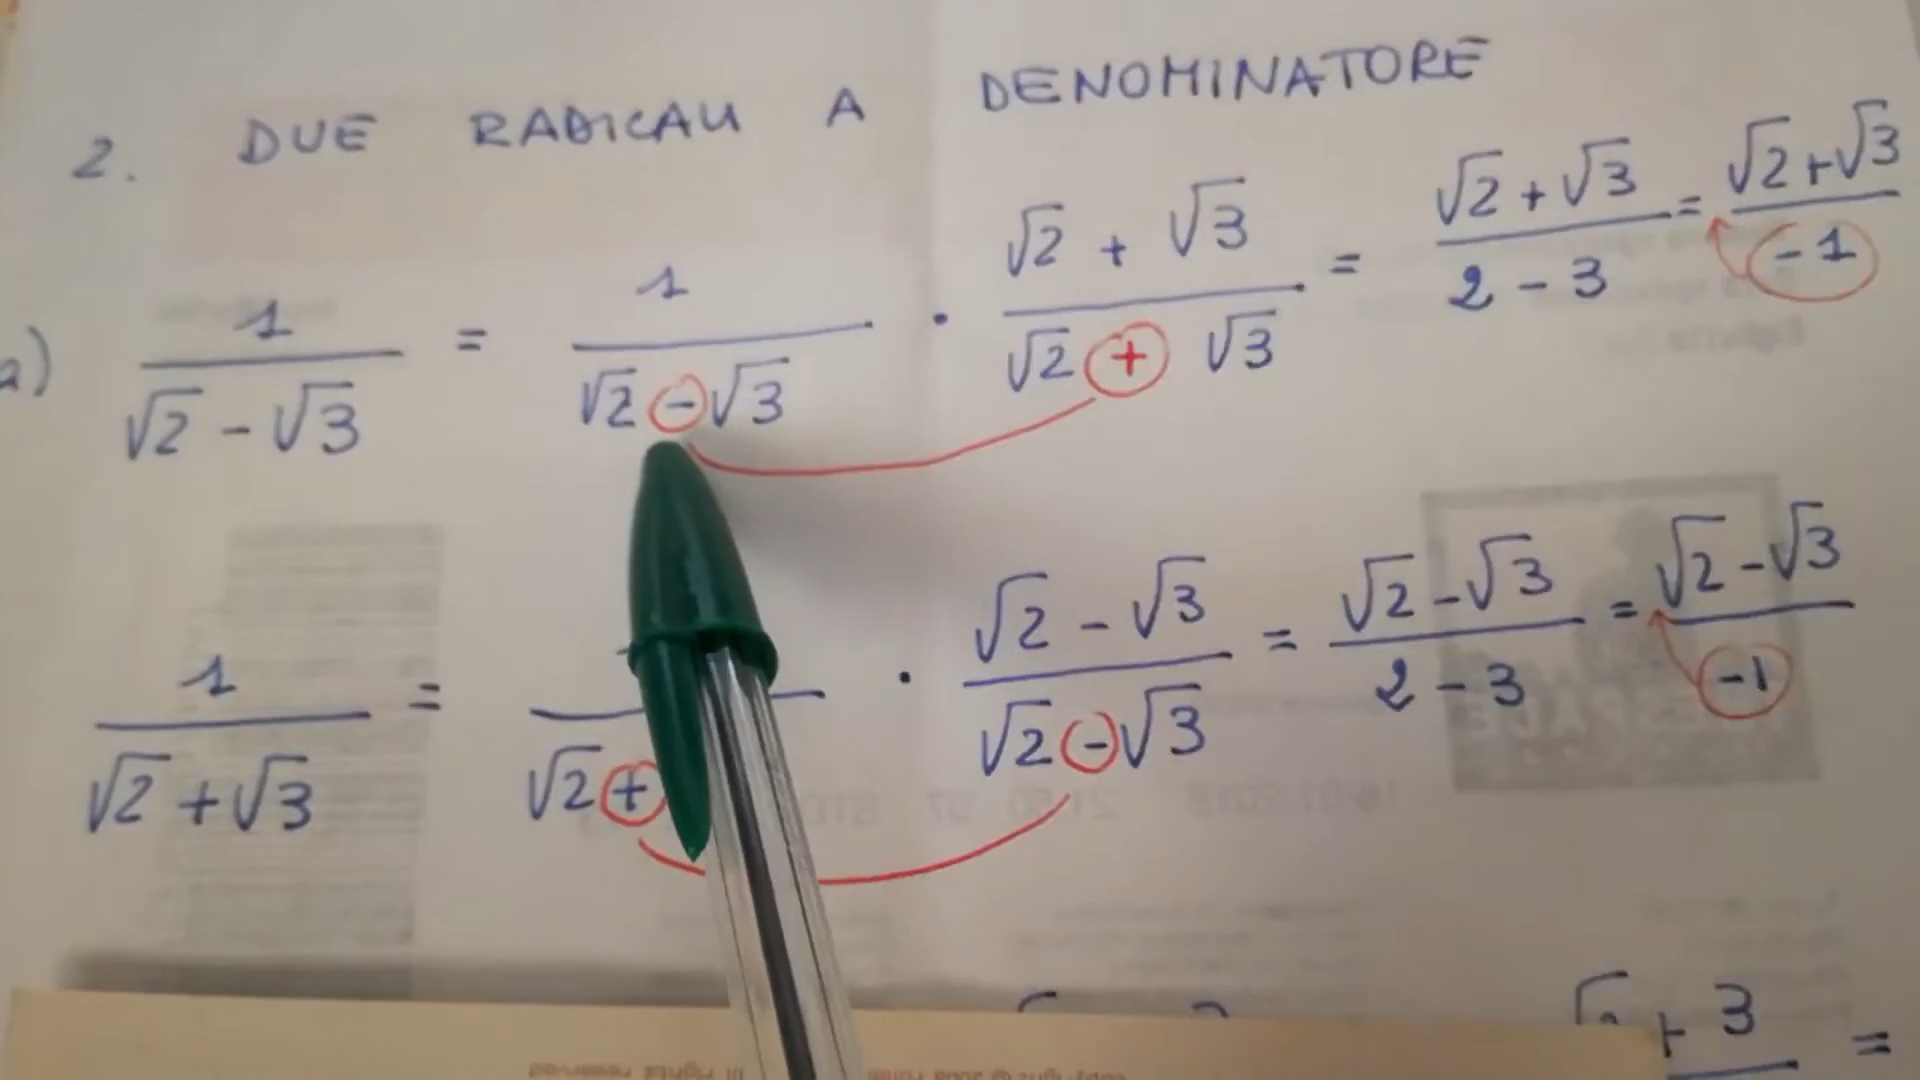 2. DUE RADICALI A DENOMINATORE
a) 1/(√2 - √3) = 1/(√2 - √3) · (√2 + √3)/(√2 + √3) = (√2 + √3)/(2 - 3) = (√2 + √3)/(-1)
1/(√2 + √3) = /(√2 + · (√2 - √3)/(√2 - √3) = (√2 - √3)/(2 - 3) = (√2 - √3)/(-1)
+ 3 =